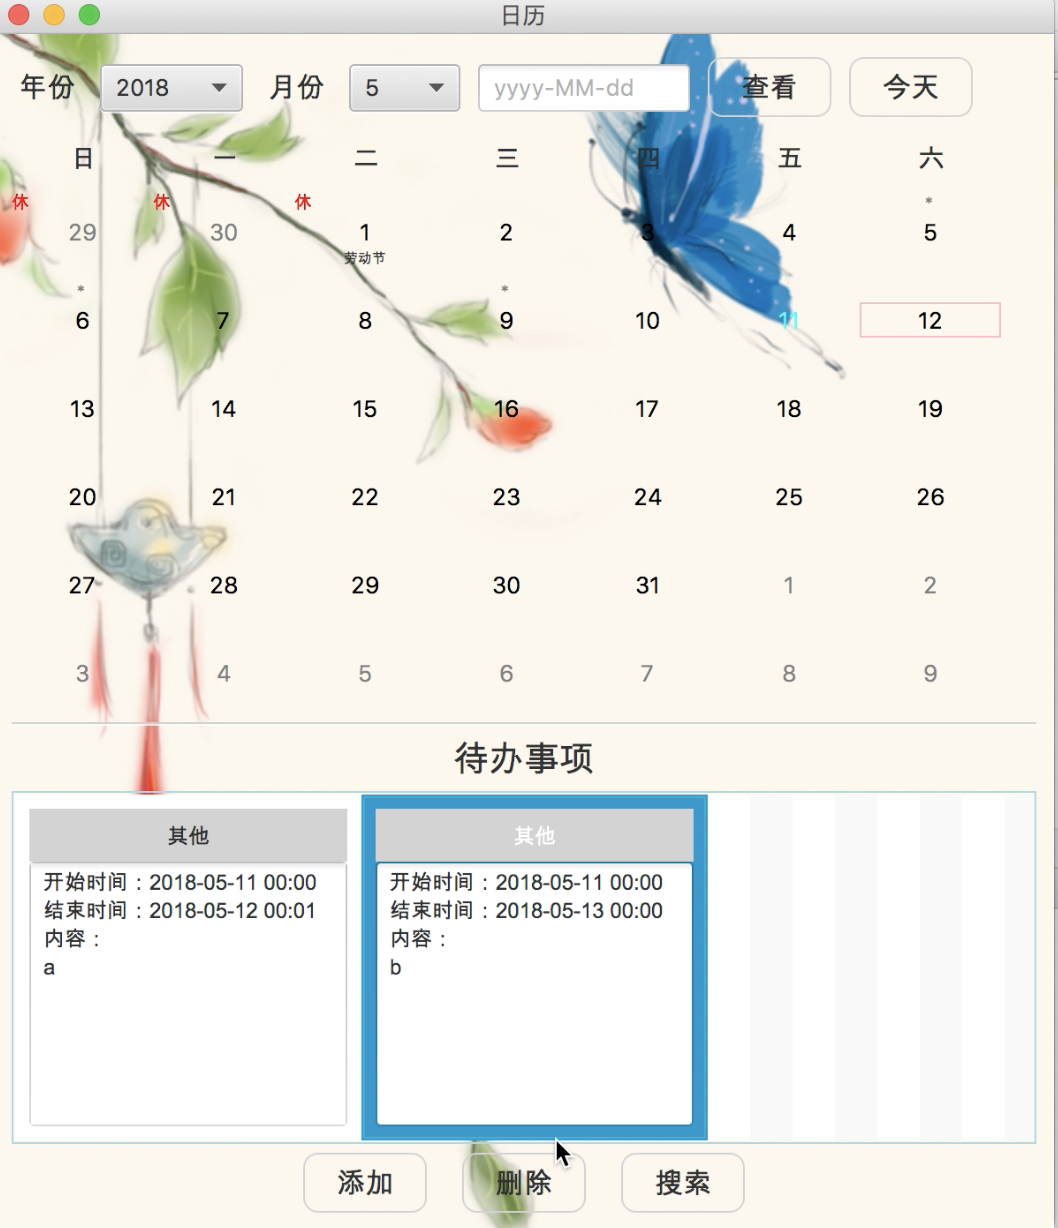 日历
年份 2018 月份 5 yyyy-MM-dd 查看 今天
日 一 二 三 四 五 六
休 休 休 *
29 30 1 2 3 4 5
劳动节
* *
6 7 8 9 10 11 12
13 14 15 16 17 18 19
20 21 22 23 24 25 26
27 28 29 30 31 1 2
3 4 5 6 7 8 9
待办事项
其他 其他
开始时间：2018-05-11 00:00 开始时间：2018-05-11 00:00
结束时间：2018-05-12 00:01 结束时间：2018-05-13 00:00
内容： 内容：
a b
添加 删除 搜索